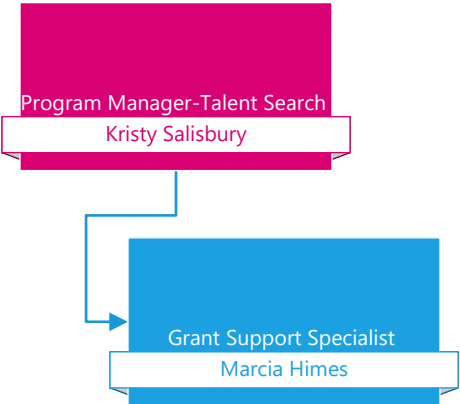 Program Manager-Talent Search
Kristy Salisbury
Grant Support Specialist
Marcia Himes